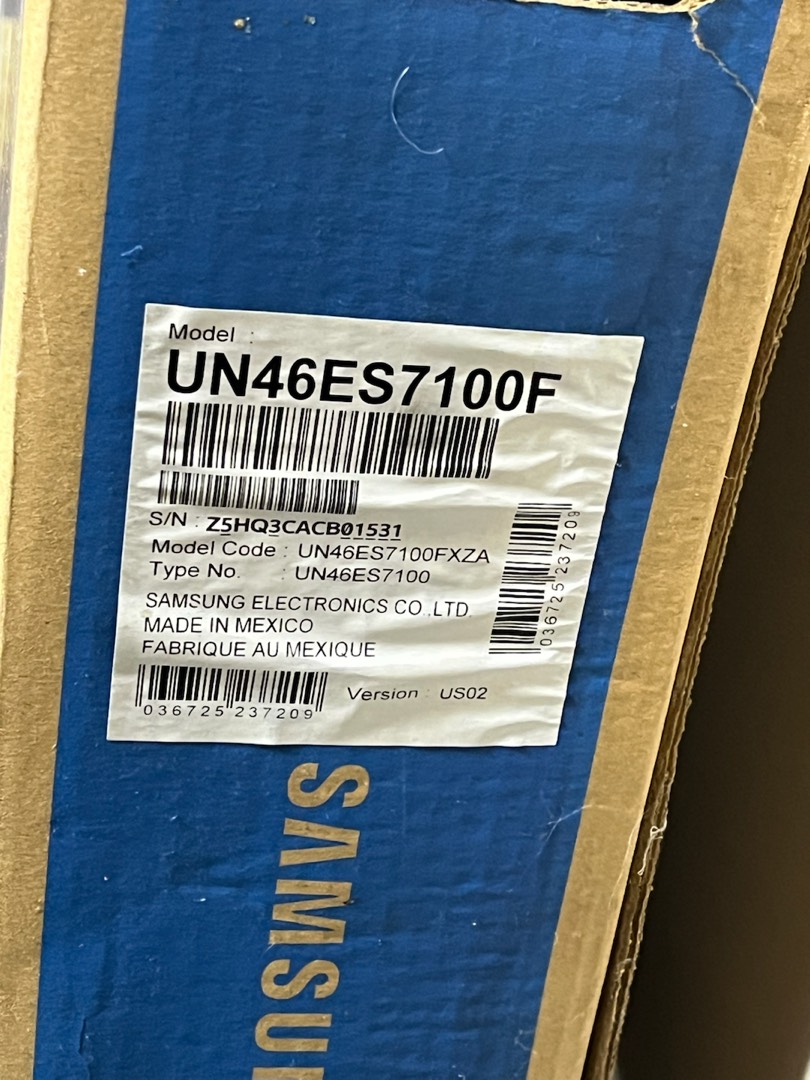 Model :
UN46ES7100F
S/N : Z5HQ3CACB01531
Model Code : UN46ES7100FXZA
Type No. : UN46ES7100
SAMSUNG ELECTRONICS CO.,LTD.
MADE IN MEXICO
FABRIQUE AU MEXIQUE
036725 237209
Version : US02
036725 237209
SAMSUN